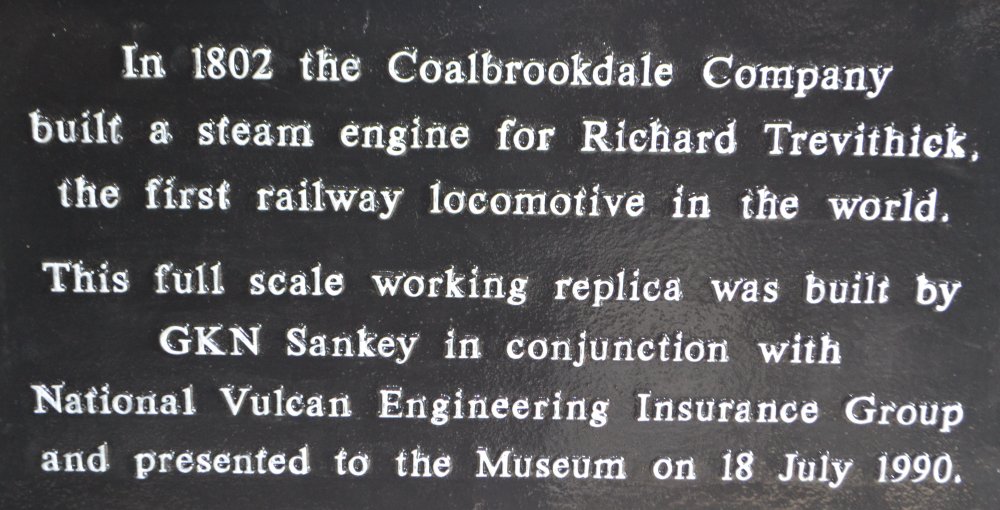 In 1802 the Coalbrookdale Company
built a steam engine for Richard Trevithick,
the first railway locomotive in the world.
This full scale working replica was built by
GKN Sankey in conjunction with
National Vulcan Engineering Insurance Group
and presented to the Museum on 18 July 1990.